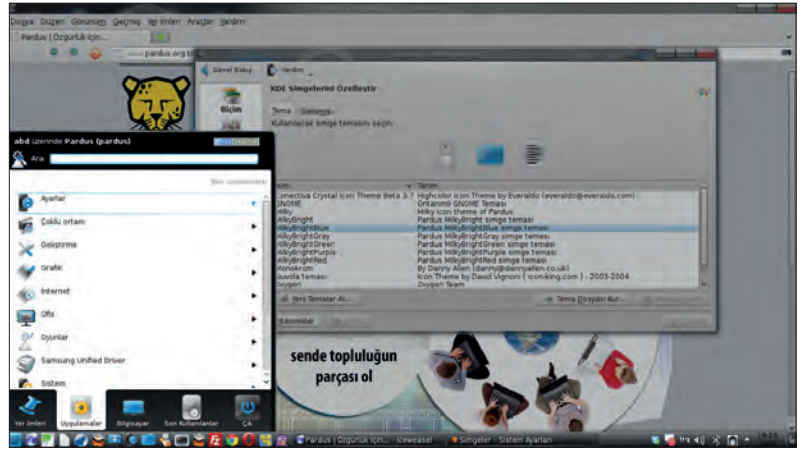 Dosya Düzen Görünüm Geçmiş Yer İmleri Araçlar Yardım
Pardus | Özgürlük İçin...
pardus.org.tr
Genel Bakış Yardım
Biçim
KDE Simgelerini Özelleştir
Tema Gelişmiş
Kullanılacak simge temasını seçin:
Tanım
Conectiva Crystal Icon Theme Beta 3.7 Highcolor Icon Theme by Everaldo (everaldo@everaldo.com)
GNOME Öntanımlı GNOME Teması
Milky Milky icon theme of Pardus
MilkyBright Pardus MilkyBright simge teması
MilkyBrightBlue Pardus MilkyBrightBlue simge teması
MilkyBrightGray Pardus MilkyBrightGray simge teması
MilkyBrightGreen Pardus MilkyBrightGreen simge teması
MilkyBrightPurple Pardus MilkyBrightPurple simge teması
MilkyBrightRed Pardus MilkyBrightRed simge teması
Monokrom By Danny Allen (danny@dannyallen.co.uk)
Nuvola teması Icon Theme by David Vignoni ( icon-king.com ) - 2003-2004
Oxygen Oxygen Team
Yeni Temalar Al... Tema Dosyası Kur...
abd üzerinde Pardus (pardus)
Ara:
Ayarlar
Çoklu ortam
Geliştirme
Grafik
İnternet
Ofis
Oyunlar
Samsung Unified Driver
Sistem
Yer İmleri Uygulamalar Bilgisayar Son Kullanılanlar Çık
sende topluluğun
parçası ol
Pardus | Özgürlük İçin... - Iceweasel Simgeler - Sistem Ayarları